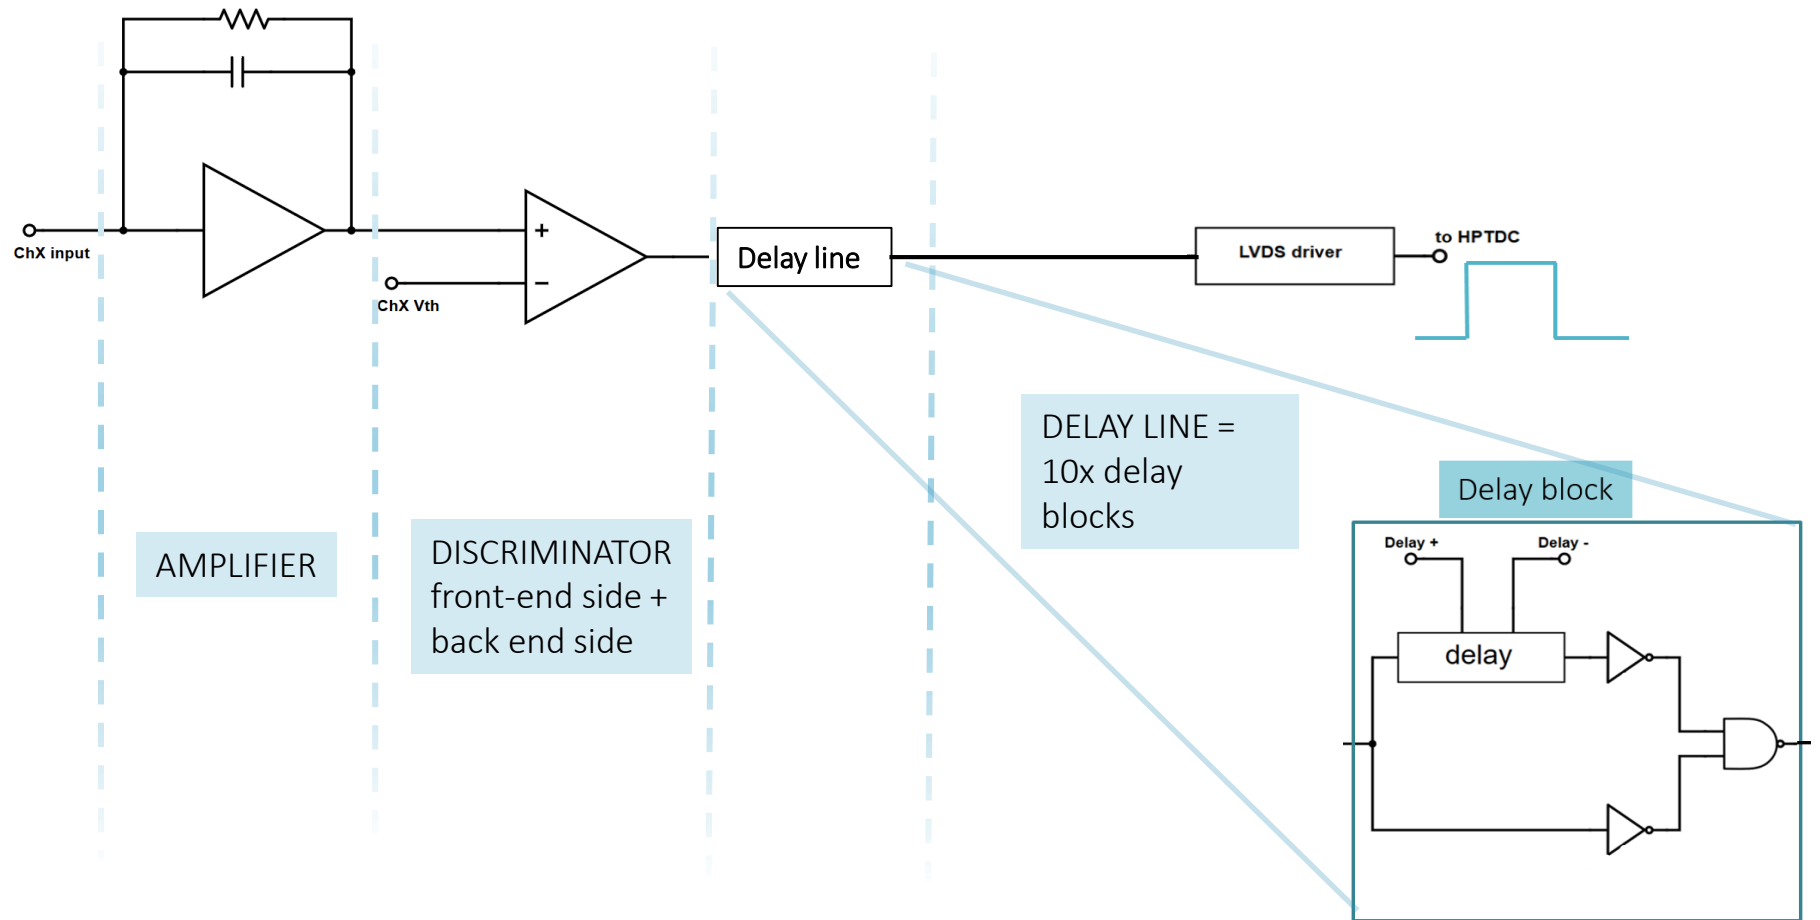 ChX input
ChX Vth
+
−
Delay line
LVDS driver
to HPTDC
AMPLIFIER
DISCRIMINATOR
front-end side +
back end side
DELAY LINE =
10x delay
blocks
Delay block
Delay +
Delay -
delay